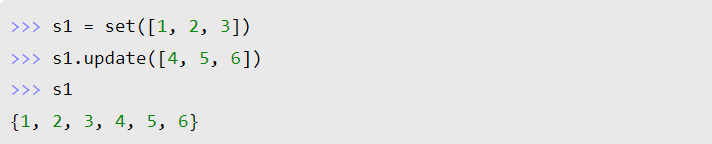 >>> s1 = set([1, 2, 3])
>>> s1.update([4, 5, 6])
>>> s1
{1, 2, 3, 4, 5, 6}